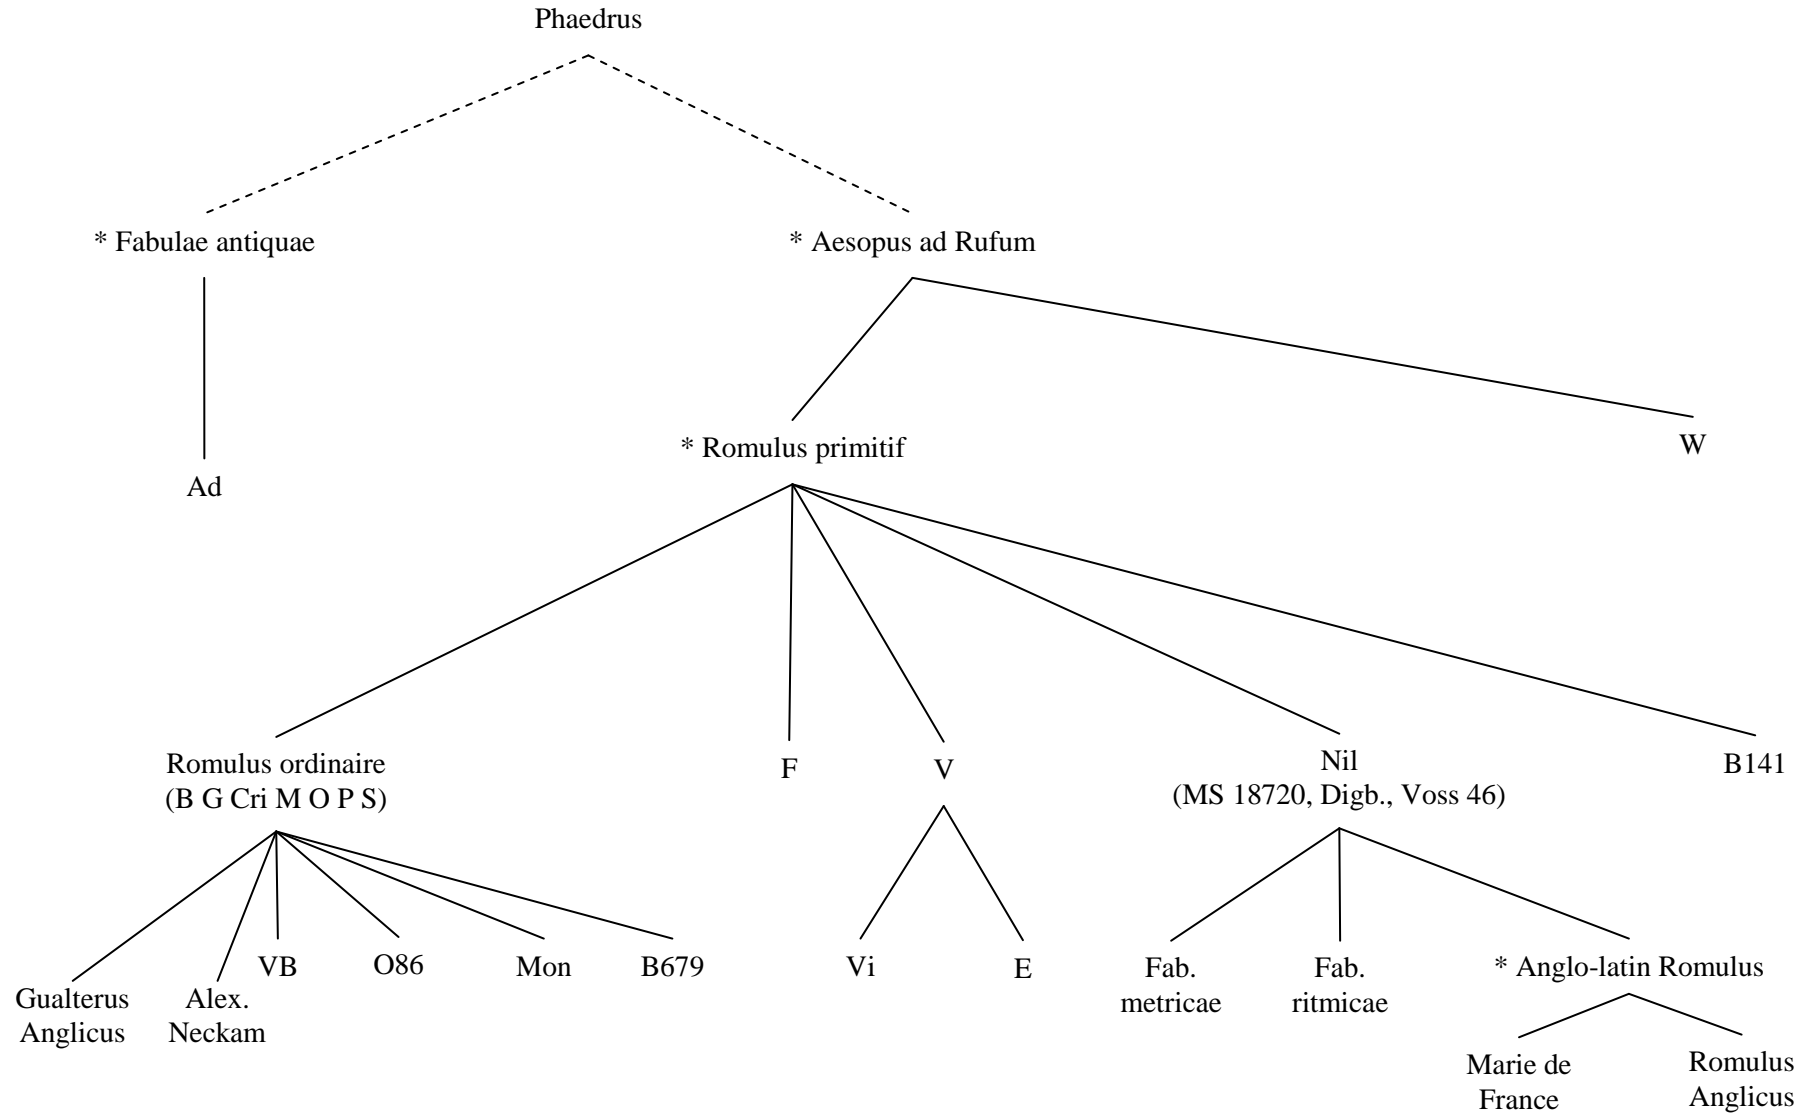 Phaedrus
* Fabulae antiquae
* Aesopus ad Rufum
* Romulus primitif
W
Ad
Romulus ordinaire
(B G Cri M O P S)
F
V
Nil
(MS 18720, Digb., Voss 46)
B141
Gualterus
Anglicus
Alex.
Neckam
VB
O86
Mon
B679
Vi
E
Fab.
metricae
Fab.
ritmicae
* Anglo-latin Romulus
Marie de
France
Romulus
Anglicus